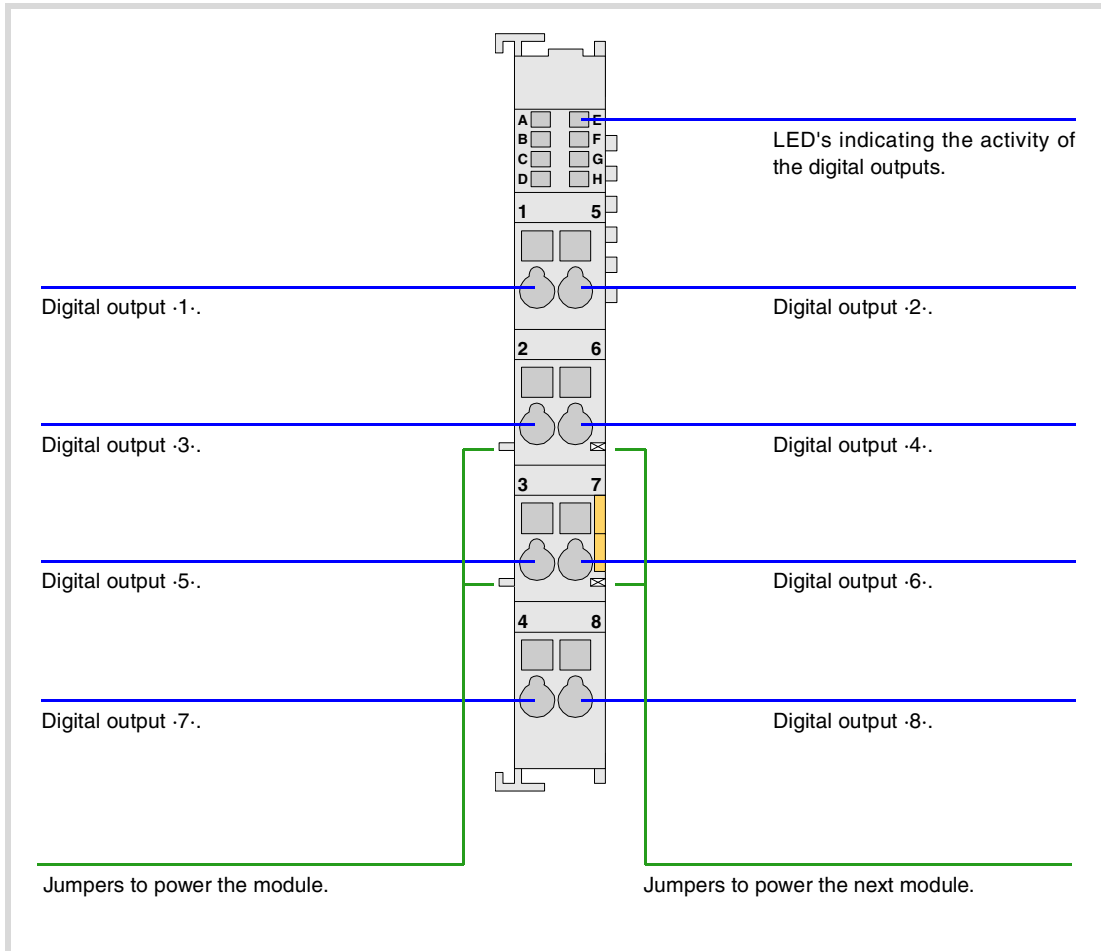 A E
B F
C G
D H
LED's indicating the activity of
the digital outputs.
1 5
Digital output ·1·.
Digital output ·2·.
2 6
Digital output ·3·.
Digital output ·4·.
3 7
Digital output ·5·.
Digital output ·6·.
4 8
Digital output ·7·.
Digital output ·8·.
Jumpers to power the module.
Jumpers to power the next module.